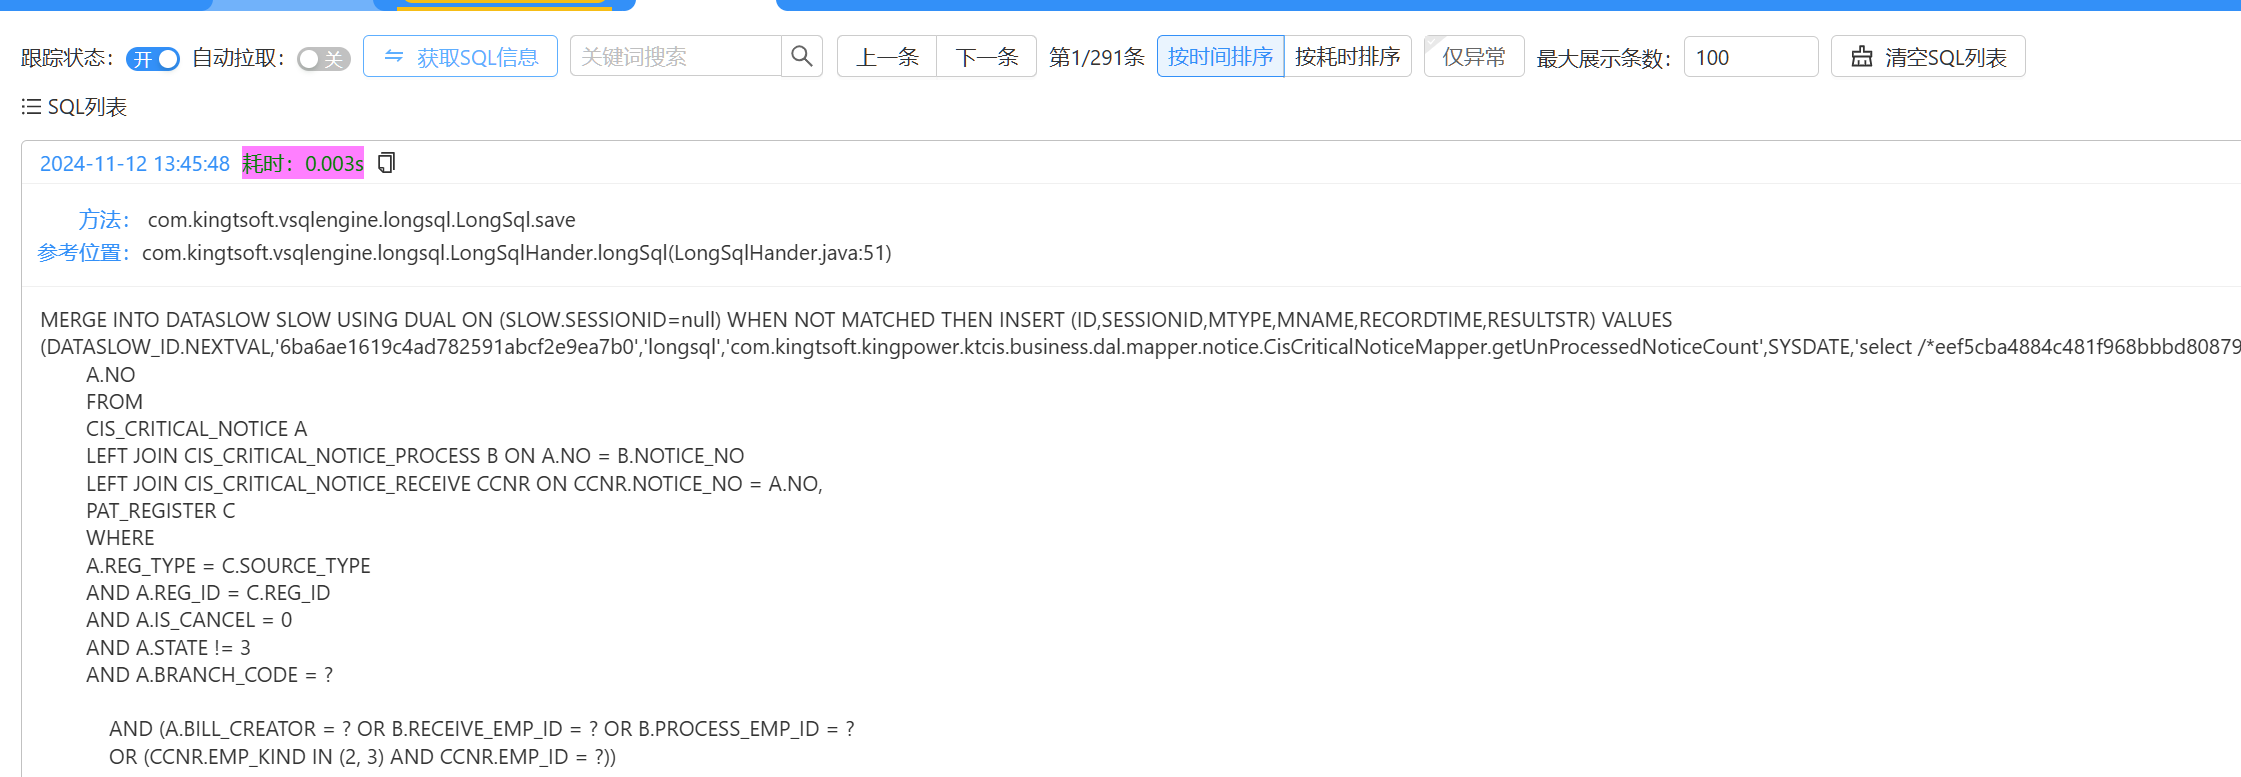 跟踪状态： 开 自动拉取： 关 获取SQL信息 关键词搜索 上一条 下一条 第1/291条 按时间排序 按耗时排序 仅异常 最大展示条数： 100 清空SQL列表
SQL列表
2024-11-12 13:45:48 耗时：0.003s
方法： com.kingtsoft.vsqlengine.longsql.LongSql.save
参考位置： com.kingtsoft.vsqlengine.longsql.LongSqlHander.longSql(LongSqlHander.java:51)
MERGE INTO DATASLOW SLOW USING DUAL ON (SLOW.SESSIONID=null) WHEN NOT MATCHED THEN INSERT (ID,SESSIONID,MTYPE,MNAME,RECORDTIME,RESULTSTR) VALUES
(DATASLOW_ID.NEXTVAL,'6ba6ae1619c4ad782591abcf2e9ea7b0','longsql','com.kingtsoft.kingpower.ktcis.business.dal.mapper.notice.CisCriticalNoticeMapper.getUnProcessedNoticeCount',SYSDATE,'select /*eef5cba4884c481f968bbbd80879
A.NO
FROM
CIS_CRITICAL_NOTICE A
LEFT JOIN CIS_CRITICAL_NOTICE_PROCESS B ON A.NO = B.NOTICE_NO
LEFT JOIN CIS_CRITICAL_NOTICE_RECEIVE CCNR ON CCNR.NOTICE_NO = A.NO,
PAT_REGISTER C
WHERE
A.REG_TYPE = C.SOURCE_TYPE
AND A.REG_ID = C.REG_ID
AND A.IS_CANCEL = 0
AND A.STATE != 3
AND A.BRANCH_CODE = ?
AND (A.BILL_CREATOR = ? OR B.RECEIVE_EMP_ID = ? OR B.PROCESS_EMP_ID = ?
OR (CCNR.EMP_KIND IN (2, 3) AND CCNR.EMP_ID = ?))